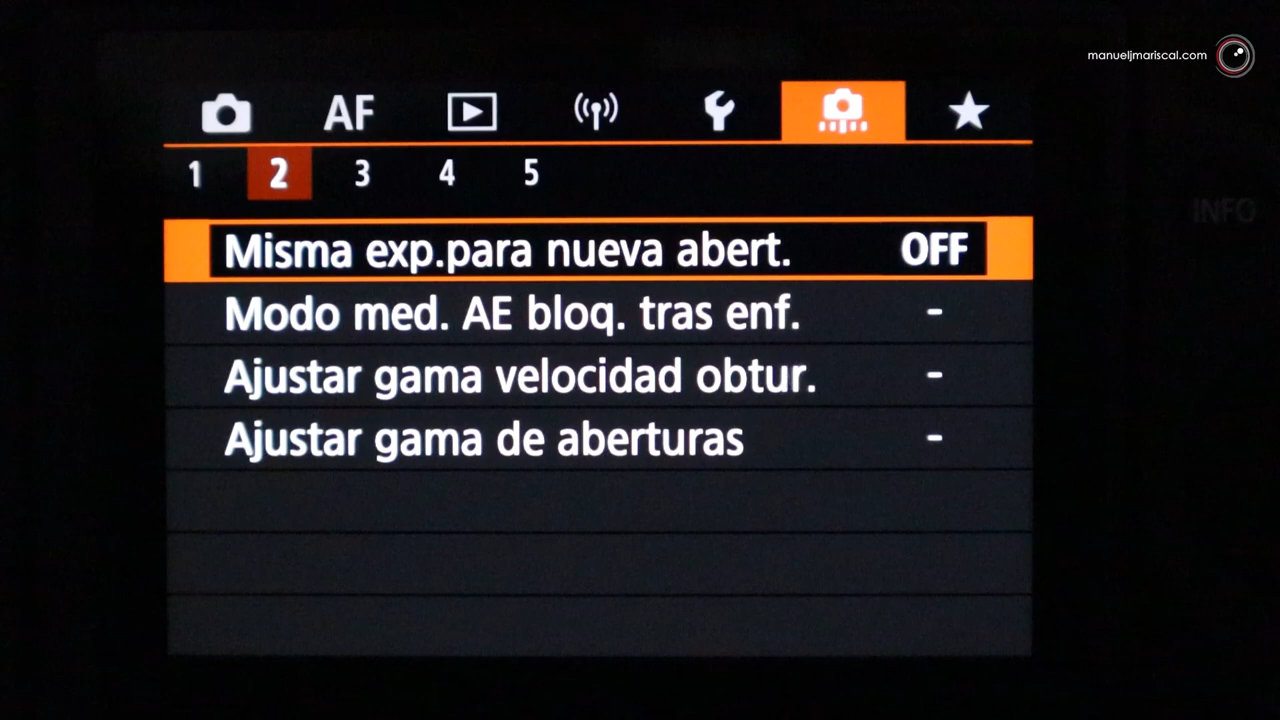 manueljmariscal.com
AF
1 2 3 4 5
INFO
Misma exp.para nueva abert. OFF
Modo med. AE bloq. tras enf. -
Ajustar gama velocidad obtur. -
Ajustar gama de aberturas -